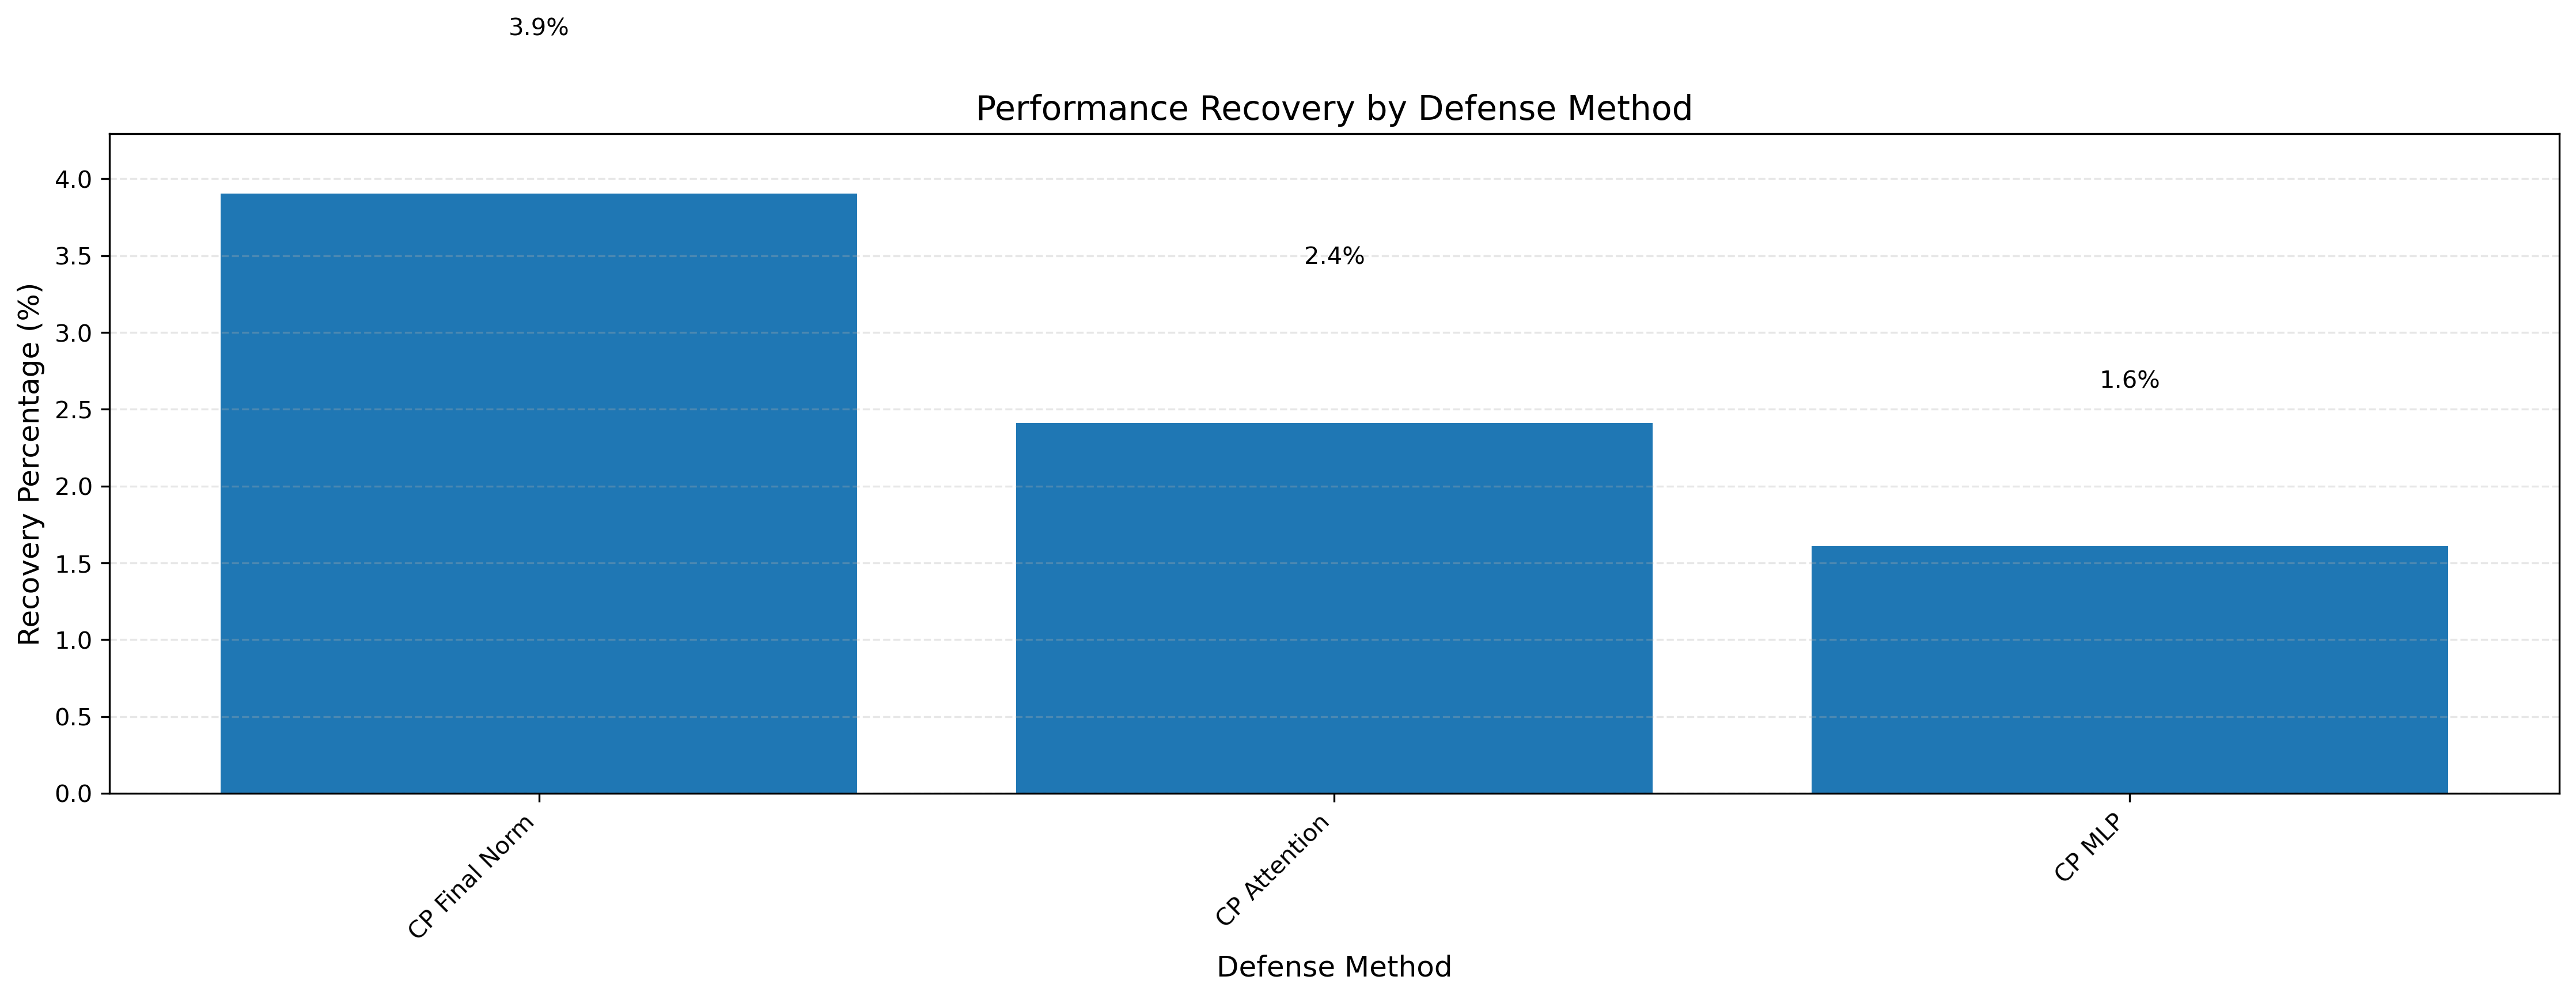 3.9%
Performance Recovery by Defense Method
4.0
3.5
3.0
2.5
2.0
1.5
1.0
0.5
0.0
Recovery Percentage (%)
2.4%
1.6%
CP Final Norm
CP Attention
CP MLP
Defense Method